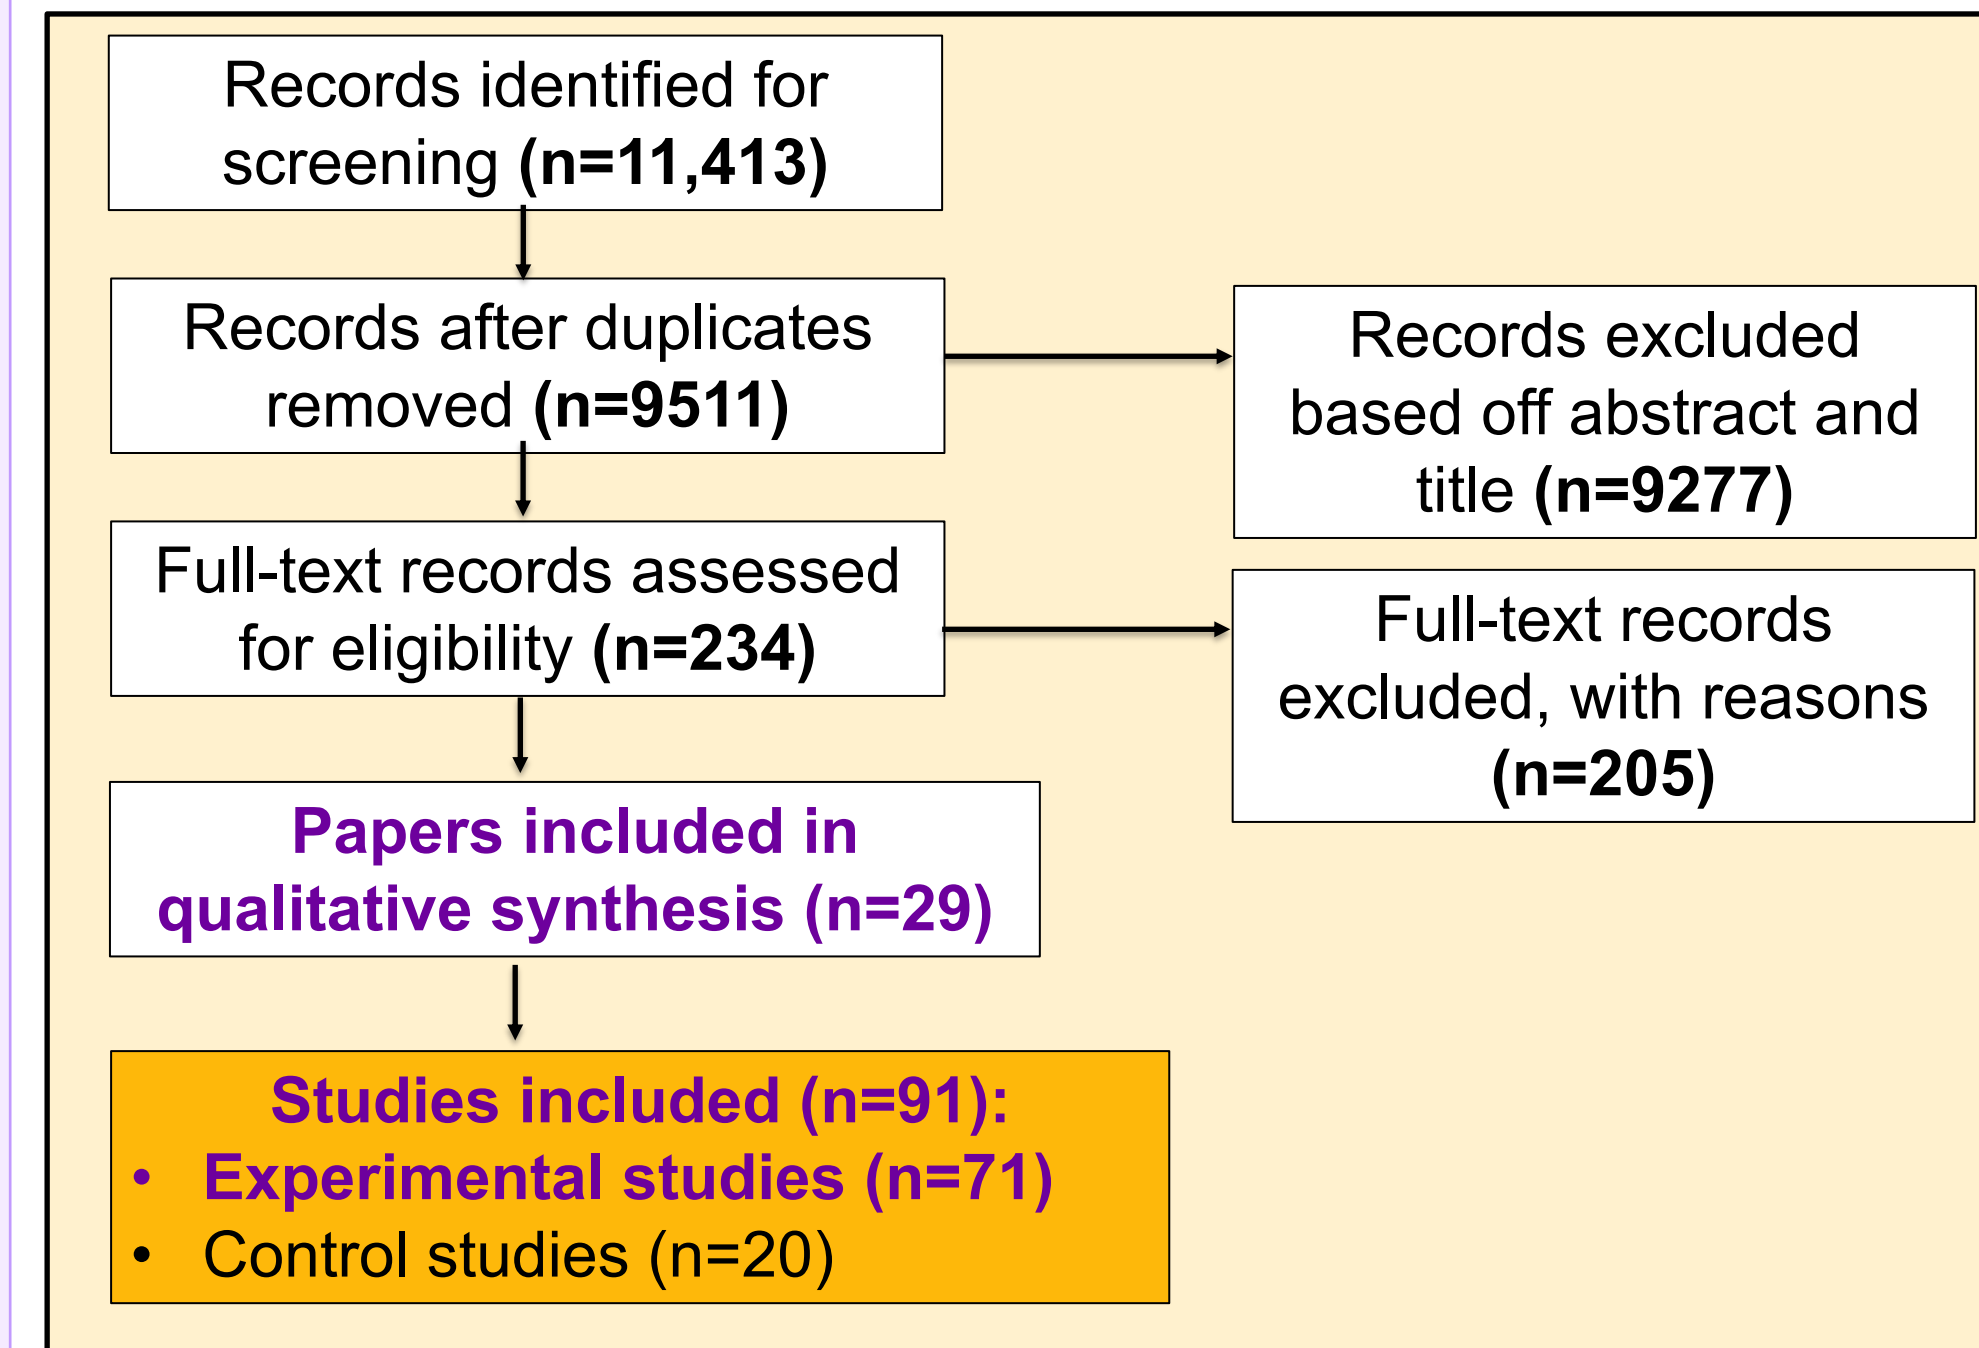 Records identified for
screening (n=11,413)
Records after duplicates
removed (n=9511)
Records excluded
based off abstract and
title (n=9277)
Full-text records assessed
for eligibility (n=234)
Full-text records
excluded, with reasons
(n=205)
Papers included in
qualitative synthesis (n=29)
Studies included (n=91):
• Experimental studies (n=71)
• Control studies (n=20)